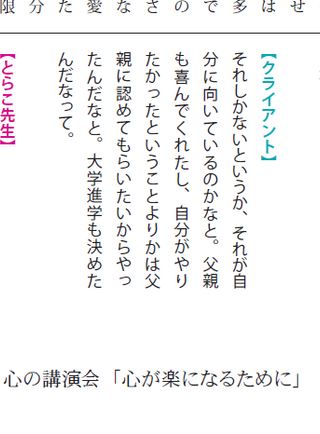 限分た愛なさので多はせ
【クライアント】
それしかないというか、それが自
分に向いているのかなと。父親
も喜んでくれたし、自分がやり
たかったということよりかは父
親に認めてもらいたいからやっ
たんだなと。大学進学も決めた
んだなって。
【とらこ先生】
心の講演会「心が楽になるために」